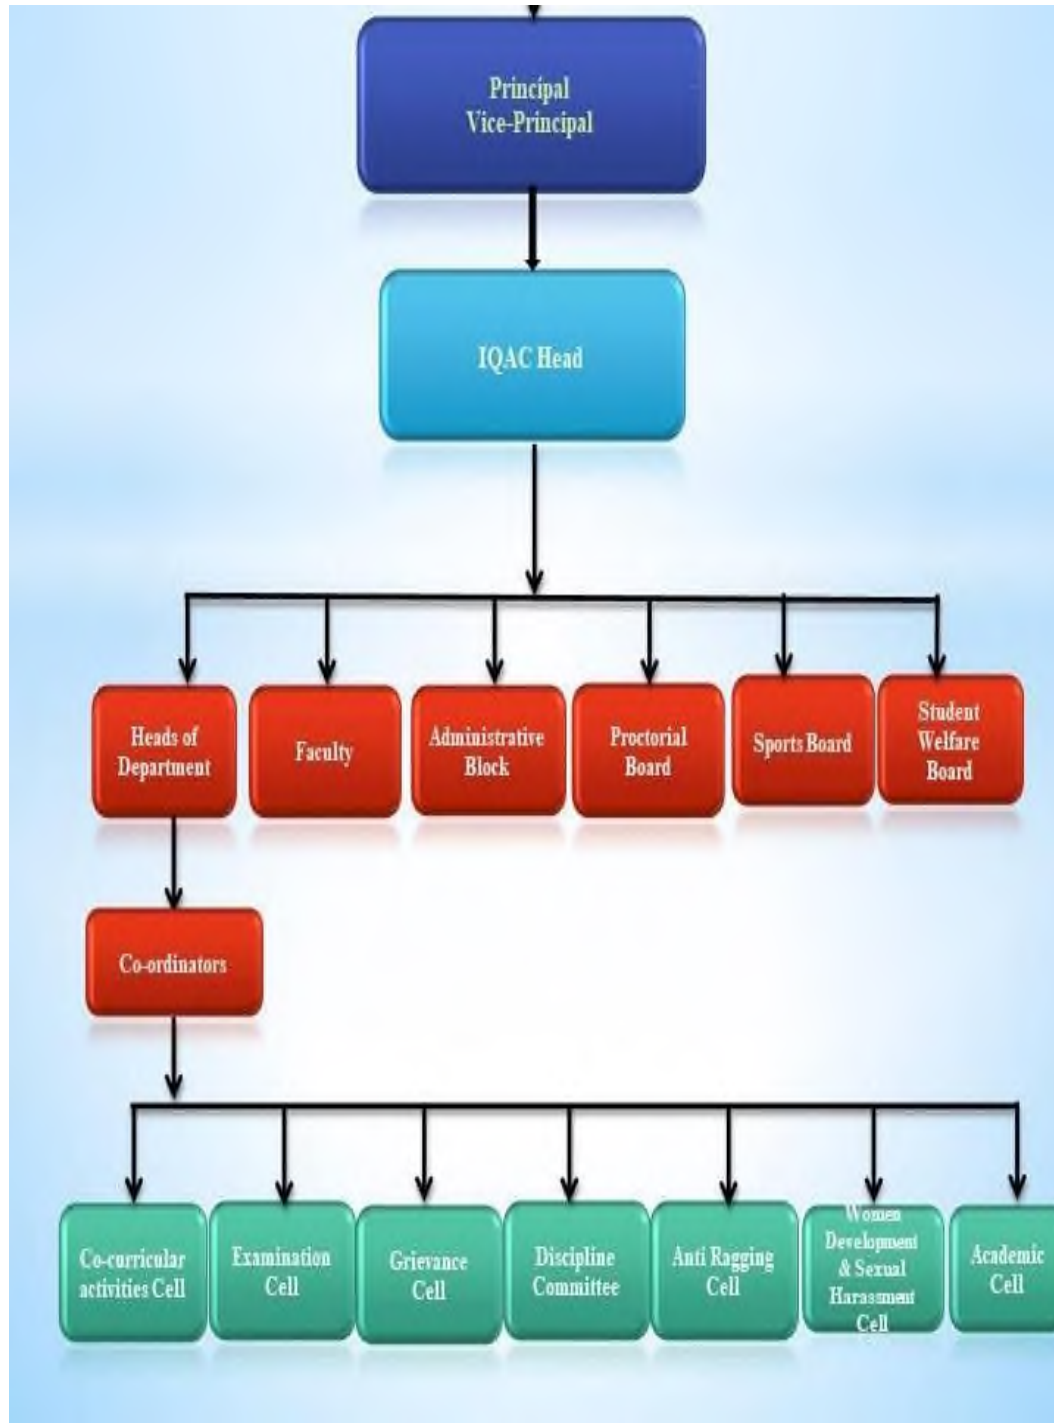 Principal
Vice-Principal
IQAC Head
Heads of
Department
Faculty
Administrative
Block
Proctorial
Board
Sports Board
Student
Welfare
Board
Co-ordinators
Co-curricular
activities Cell
Examination
Cell
Grievance
Cell
Discipline
Committee
Anti Ragging
Cell
Women
Development
& Sexual
Harassment
Cell
Academic
Cell